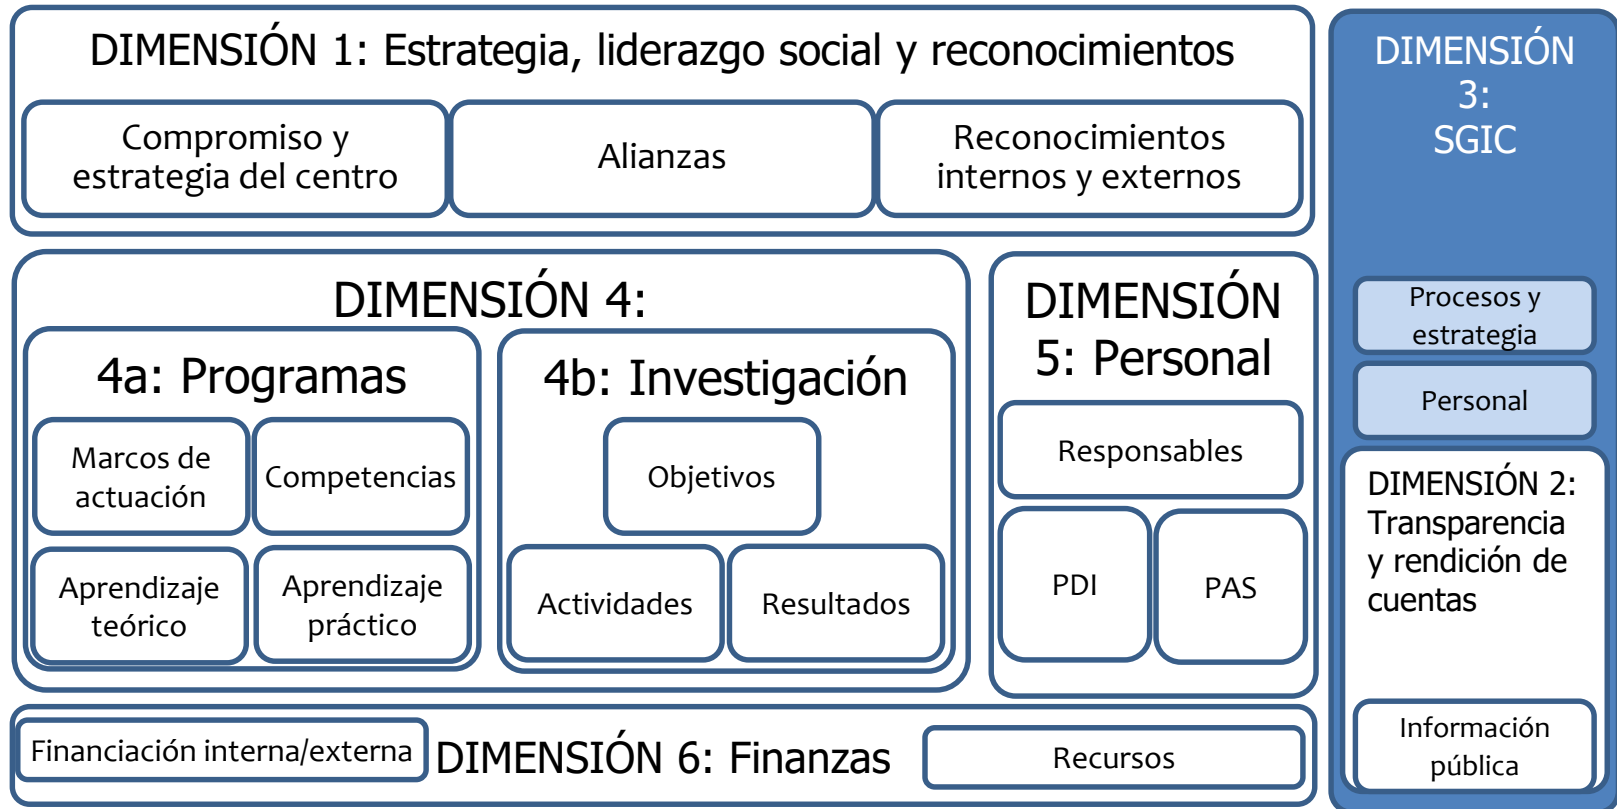 DIMENSIÓN 1: Estrategia, liderazgo social y reconocimientos
Compromiso y
estrategia del centro
Alianzas
Reconocimientos
internos y externos
DIMENSIÓN
3:
SGIC
Procesos y
estrategia
Personal
DIMENSIÓN 2:
Transparencia
y rendición de
cuentas
Información
pública
DIMENSIÓN 4:
4a: Programas
Marcos de
actuación
Competencias
Aprendizaje
teórico
Aprendizaje
práctico
4b: Investigación
Objetivos
Actividades
Resultados
DIMENSIÓN
5: Personal
Responsables
PDI
PAS
Financiación interna/externa
DIMENSIÓN 6: Finanzas
Recursos